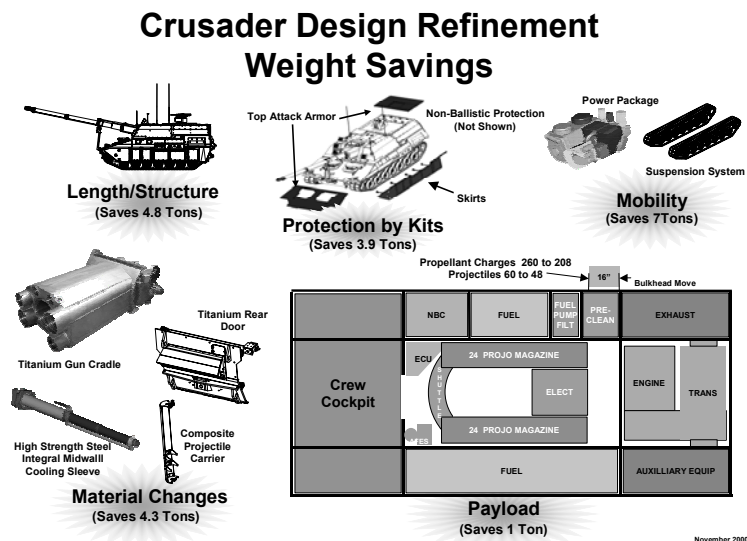 Crusader Design Refinement
Weight Savings
Length/Structure
(Saves 4.8 Tons)
Top Attack Armor
Non-Ballistic Protection
(Not Shown)
Skirts
Protection by Kits
(Saves 3.9 Tons)
Power Package
Suspension System
Mobility
(Saves 7Tons)
Titanium Gun Cradle
Titanium Rear
Door
High Strength Steel
Integral Midwalll
Cooling Sleeve
Composite
Projectile
Carrier
Material Changes
(Saves 4.3 Tons)
Propellant Charges 260 to 208
Projectiles 60 to 48
16”
Bulkhead Move
NBC
FUEL
FUEL
PUMP
FILT
PRE-
CLEAN
EXHAUST
Crew
Cockpit
ECU
SHUTTLE
24 PROJO MAGAZINE
ELECT
24 PROJO MAGAZINE
ENGINE
TRANS
FUEL
AUXILLIARY EQUIP
Payload
(Saves 1 Ton)
November 2000